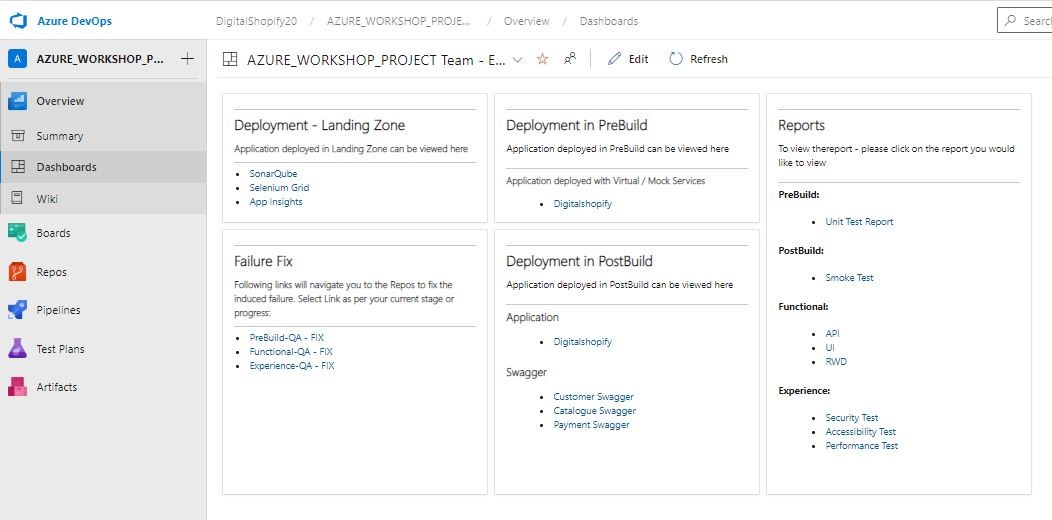 Azure DevOps
DigitalShopify20 / AZURE_WORKSHOP_PROJE... / Overview / Dashboards
Searc
A AZURE_WORKSHOP_P... +
AZURE_WORKSHOP_PROJECT Team - E...
Edit
Refresh
Overview
Summary
Dashboards
Wiki
Boards
Repos
Pipelines
Test Plans
Artifacts
Deployment - Landing Zone
Application deployed in Landing Zone can be viewed here
• SonarQube
• Selenium Grid
• App Insights
Failure Fix
Following links will navigate you to the Repos to fix the
induced failure. Select Link as per your current stage or
progress:
• PreBuild-QA - FIX
• Functional-QA - FIX
• Experience-QA - FIX
Deployment in PreBuild
Application deployed in PreBuild can be viewed here
Application deployed with Virtual / Mock Services
• Digitalshopify
Deployment in PostBuild
Application deployed in PostBuild can be viewed here
Application
• Digitalshopify
Swagger
• Customer Swagger
• Catalogue Swagger
• Payment Swagger
Reports
To view thereport - please click on the report you would
like to view
PreBuild:
• Unit Test Report
PostBuild:
• Smoke Test
Functional:
• API
• UI
• RWD
Experience:
• Security Test
• Accessibility Test
• Performance Test